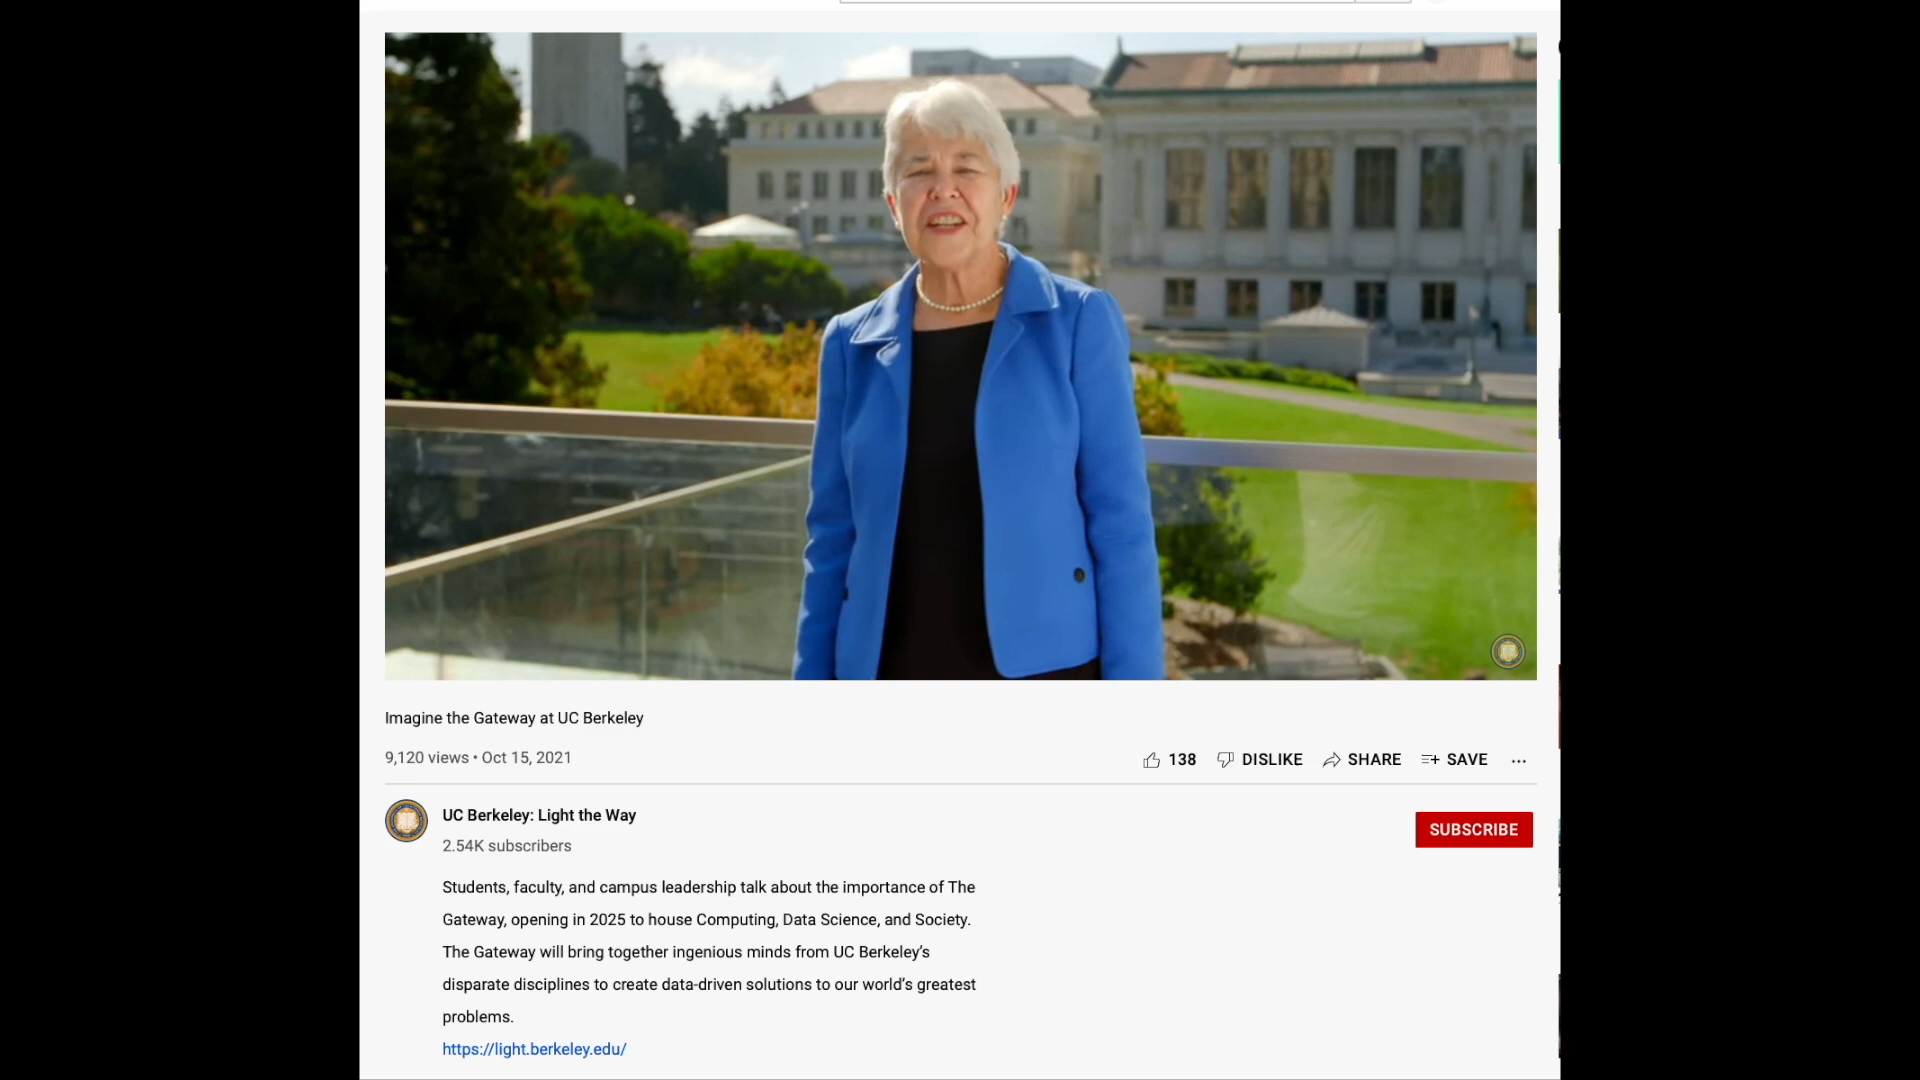 Imagine the Gateway at UC Berkeley
9,120 views • Oct 15, 2021
138 DISLIKE SHARE SAVE ...
UC Berkeley: Light the Way
2.54K subscribers
SUBSCRIBE
Students, faculty, and campus leadership talk about the importance of The
Gateway, opening in 2025 to house Computing, Data Science, and Society.
The Gateway will bring together ingenious minds from UC Berkeley’s
disparate disciplines to create data-driven solutions to our world’s greatest
problems.
https://light.berkeley.edu/